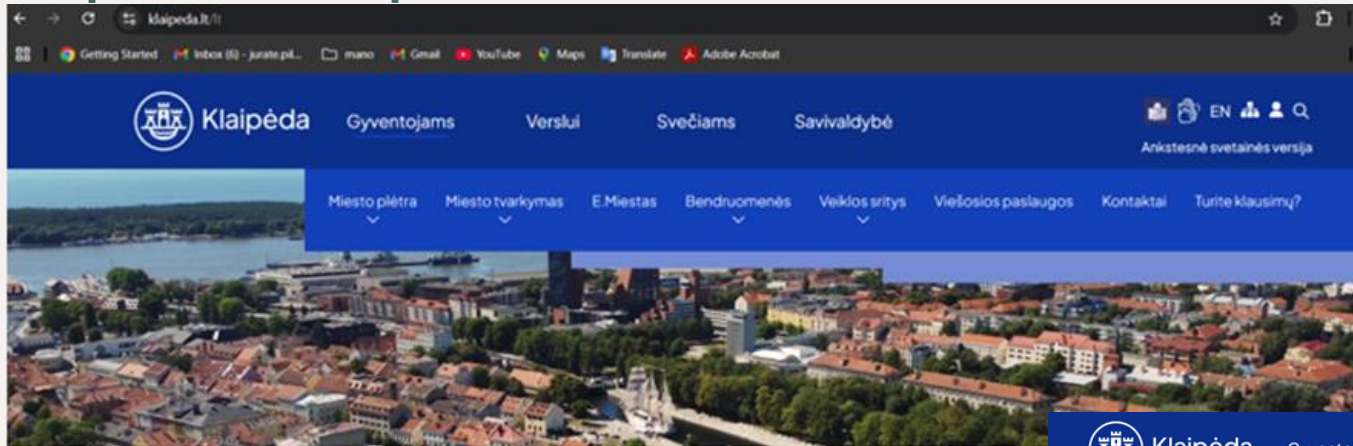 klaipeda.lt/lt
Getting Started Inbox (6) - jurate.pil... mano Gmail YouTube Maps Translate Adobe Acrobat
Klaipėda Gyventojams Verslui Svečiams Savivaldybė EN
Ankstesnė svetainės versija
Miesto plėtra Miesto tvarkymas E.Miestas Bendruomenės Veiklos sritys Viešosios paslaugos Kontaktai Turite klausimų?
Klaipėda